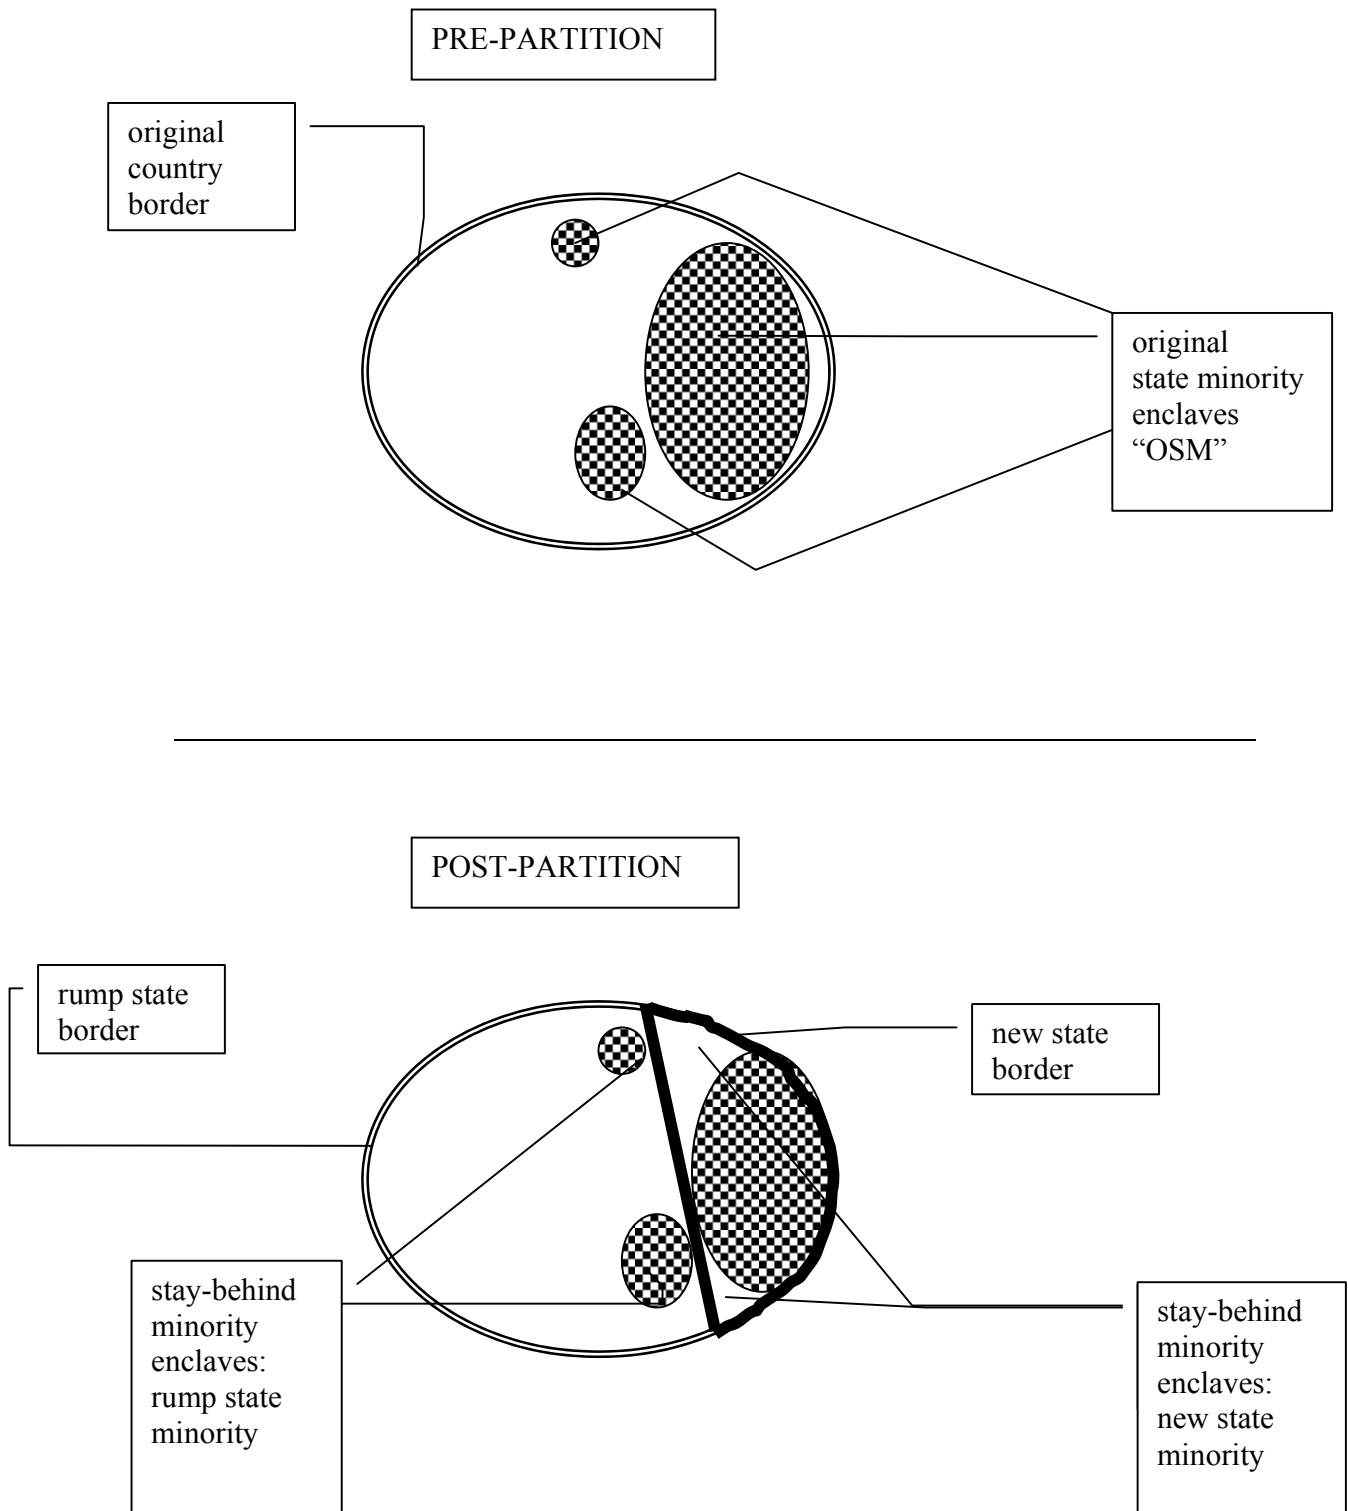 PRE-PARTITION
original
country
border
original
state minority
enclaves
“OSM”
POST-PARTITION
rump state
border
new state
border
stay-behind
minority
enclaves:
rump state
minority
stay-behind
minority
enclaves:
new state
minority